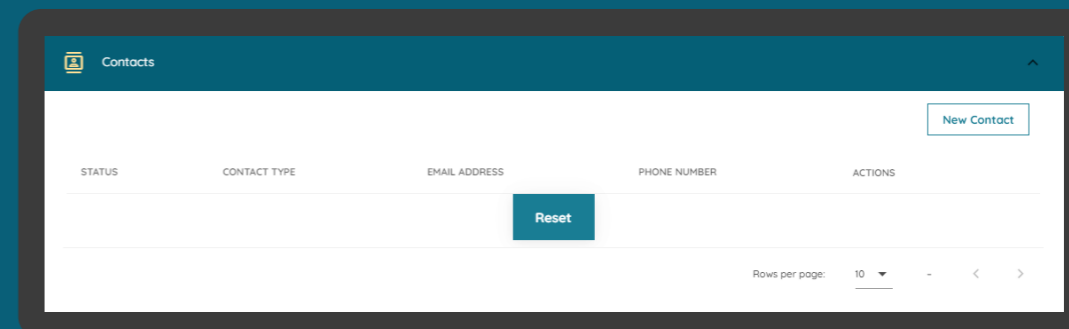 Contacts
New Contact
STATUS CONTACT TYPE EMAIL ADDRESS PHONE NUMBER ACTIONS
Reset
Rows per page: 10 -